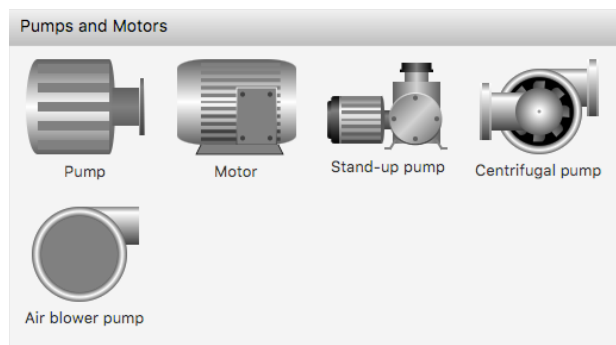 Pumps and Motors
Pump
Motor
Stand-up pump
Centrifugal pump
Air blower pump